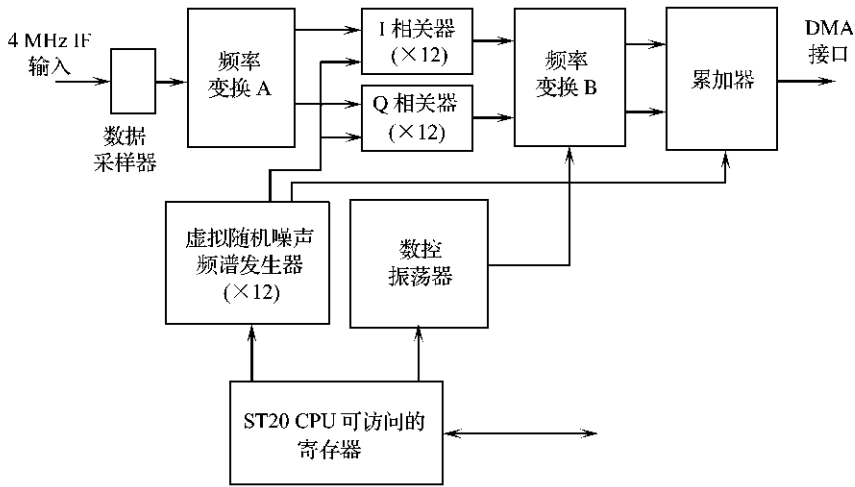 4 MHz IF
输入
数据
采样器
频率
变换 A
I 相关器
(×12)
Q 相关器
(×12)
频率
变换 B
累加器
DMA
接口
虚拟随机噪声
频谱发生器
(×12)
数控
振荡器
ST20 CPU 可访问的
寄存器